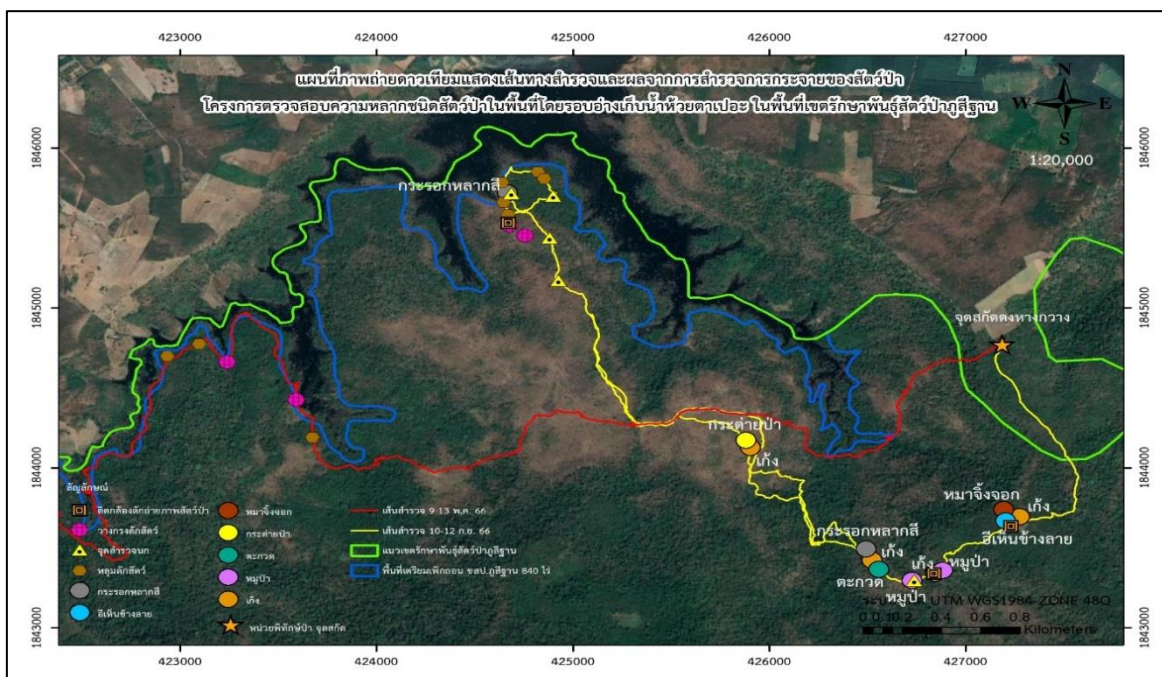 423000 424000 425000 426000 427000
แผนที่ภาพถ่ายดาวเทียมแสดงเส้นทางสำรวจและผลจากการสำรวจการกระจายของสัตว์ป่า
โครงการตรวจสอบความหลากชนิดสัตว์ป่าในพื้นที่โดยรอบอ่างเก็บน้ำห้วยตาเปอะ ในพื้นที่เขตรักษาพันธุ์สัตว์ป่าภูสีฐาน
N
W E
S
1:20,000
1846000 1846000
กระรอกหลากสี
1845000 1845000
จุดสกัดดงหางกวาง
กระต่ายป่า
เก้ง
1844000 1844000
หมาจิ้งจอก
เก้ง
อีเห็นข้างลาย
กระรอกหลากสี
เก้ง
ตะกวด
เก้ง
หมูป่า
หมูป่า
สัญลักษณ์
ติดกล้องดักถ่ายภาพสัตว์ป่า
วางกรงดักสัตว์
จุดสำรวจนก
หลุมดักสัตว์
กระรอกหลากสี
อีเห็นข้างลาย
หมาจิ้งจอก
กระต่ายป่า
ตะกวด
หมูป่า
เก้ง
หน่วยพิทักษ์ป่า จุดสกัด
เส้นสำรวจ 9-13 พ.ค. 66
เส้นสำรวจ 10-12 ก.ย. 66
แนวเขตรักษาพันธุ์สัตว์ป่าภูสีฐาน
พื้นที่เตรียมเพิกถอน ขสป.ภูสีฐาน 840 ไร่
UTM WGS1984 ZONE 48Q
0 0.1 0.2 0.4 0.6 0.8
Kilometers
1843000 1843000
423000 424000 425000 426000 427000